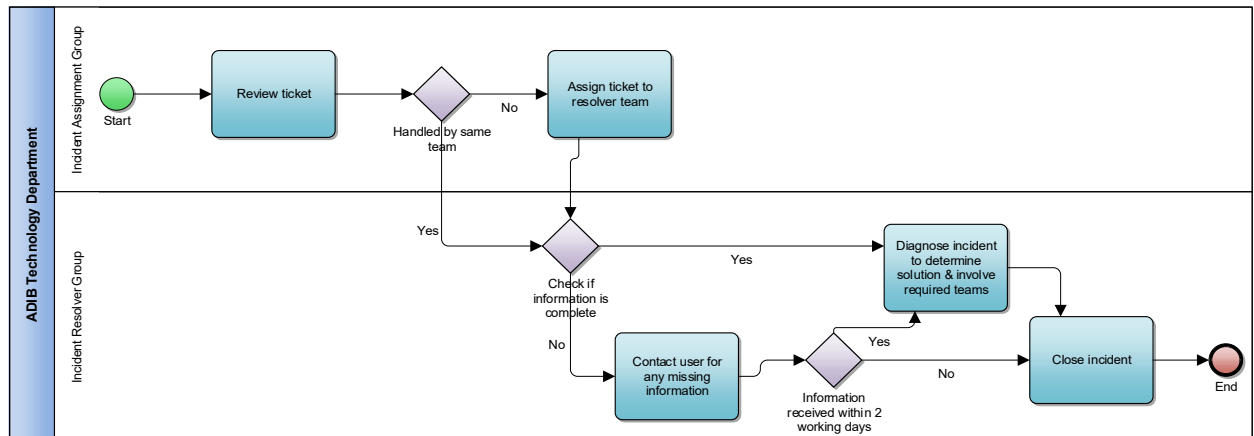 ADIB Technology Department
Incident Assignment Group
Start
Review ticket
Handled by same
team
No
Assign ticket to
resolver team
Incident Resolver Group
Yes
Check if
information is
complete
Yes
No
Contact user for
any missing
information
Information
received within 2
working days
Yes
No
Diagnose incident
to determine
solution & involve
required teams
Close incident
End